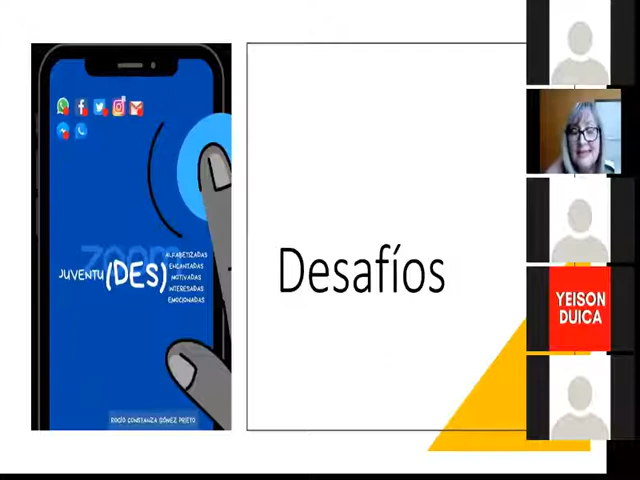 zoom
JUVENTU(DES)
ALFABETIZADAS
ENCANTADAS
MOTIVADAS
INTERESADAS
EMOCIONADAS
ROCÍO CONSTANZA GÓMEZ PRIETO
Desafíos
YEISON
DUICA